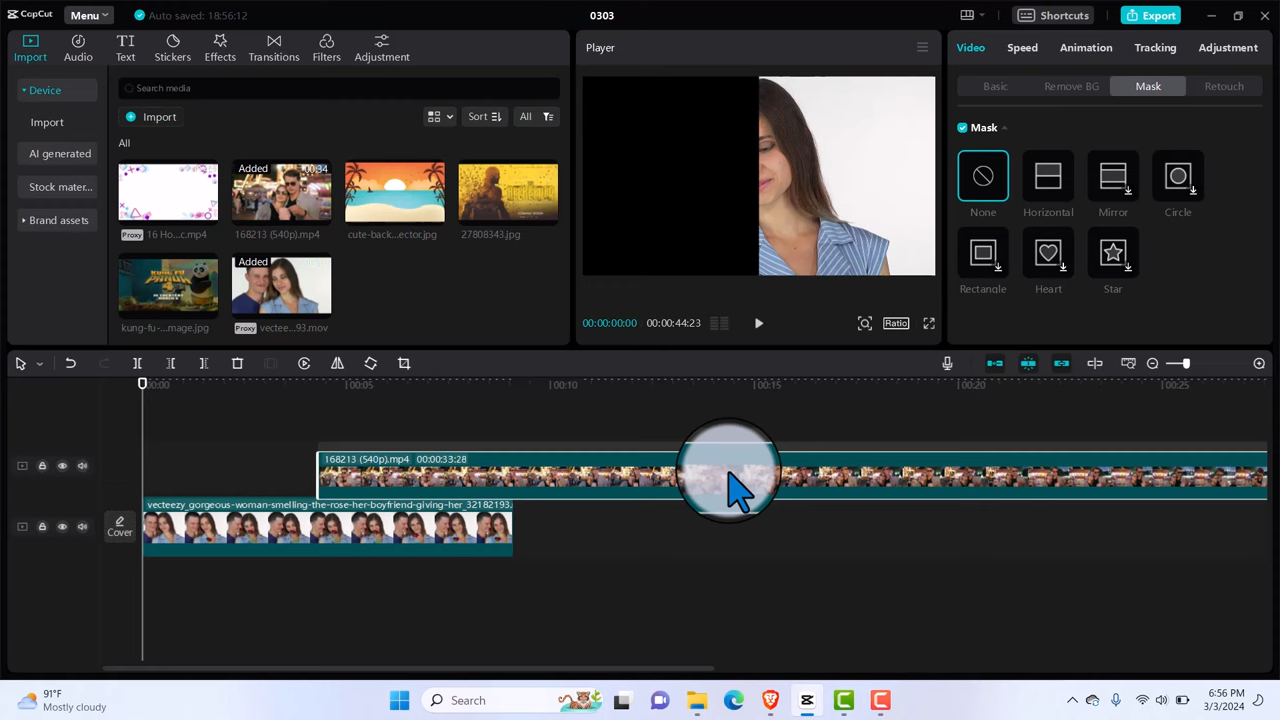 CapCut
Menu
Auto saved: 18:56:12
0303
Shortcuts
Export
Import
Audio
Text
Stickers
Effects
Transitions
Filters
Adjustment
Device
Import
AI generated
Stock mater...
Brand assets
Search media
Import
Sort
All
All
Proxy
16 Ho...c.mp4
Added
00:34
168213 (540p).mp4
cute-back...ector.jpg
27808343.jpg
kung-fu-...mage.jpg
Added
Proxy
vectee...93.mov
Player
00:00:00:00
00:00:44:23
Ratio
Video
Speed
Animation
Tracking
Adjustment
Basic
Remove BG
Mask
Retouch
Mask
None
Horizontal
Mirror
Circle
Rectangle
Heart
Star
00:00
00:05
00:10
00:15
00:20
00:25
168213 (540p).mp4 00:00:33:28
Cover
vecteezy_gorgeous-woman-smelling-the-rose-her-boyfriend-giving-her_32182193.
91°F
Mostly cloudy
Search
6:56 PM
3/3/2024